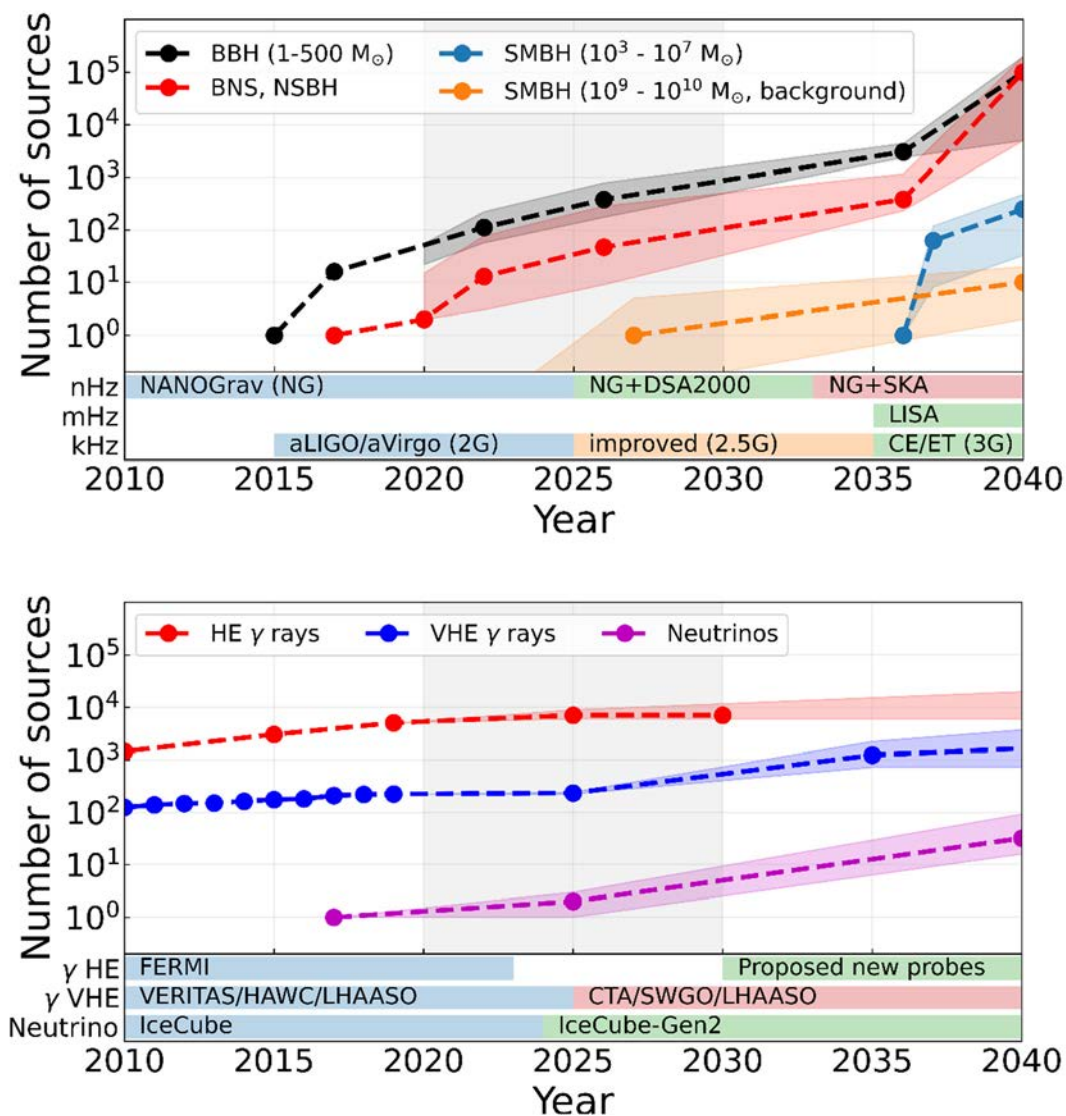 BBH (1-500 M☉) SMBH (10³ - 10⁷ M☉)
BNS, NSBH SMBH (10⁹ - 10¹⁰ M☉, background)
Number of sources
10⁵
10⁴
10³
10²
10¹
10⁰
nHz NANOGrav (NG) NG+DSA2000 NG+SKA
mHz LISA
kHz aLIGO/aVirgo (2G) improved (2.5G) CE/ET (3G)
2010 2015 2020 2025 2030 2035 2040
Year
HE γ rays VHE γ rays Neutrinos
Number of sources
10⁵
10⁴
10³
10²
10¹
10⁰
γ HE FERMI Proposed new probes
γ VHE VERITAS/HAWC/LHAASO CTA/SWGO/LHAASO
Neutrino IceCube IceCube-Gen2
2010 2015 2020 2025 2030 2035 2040
Year